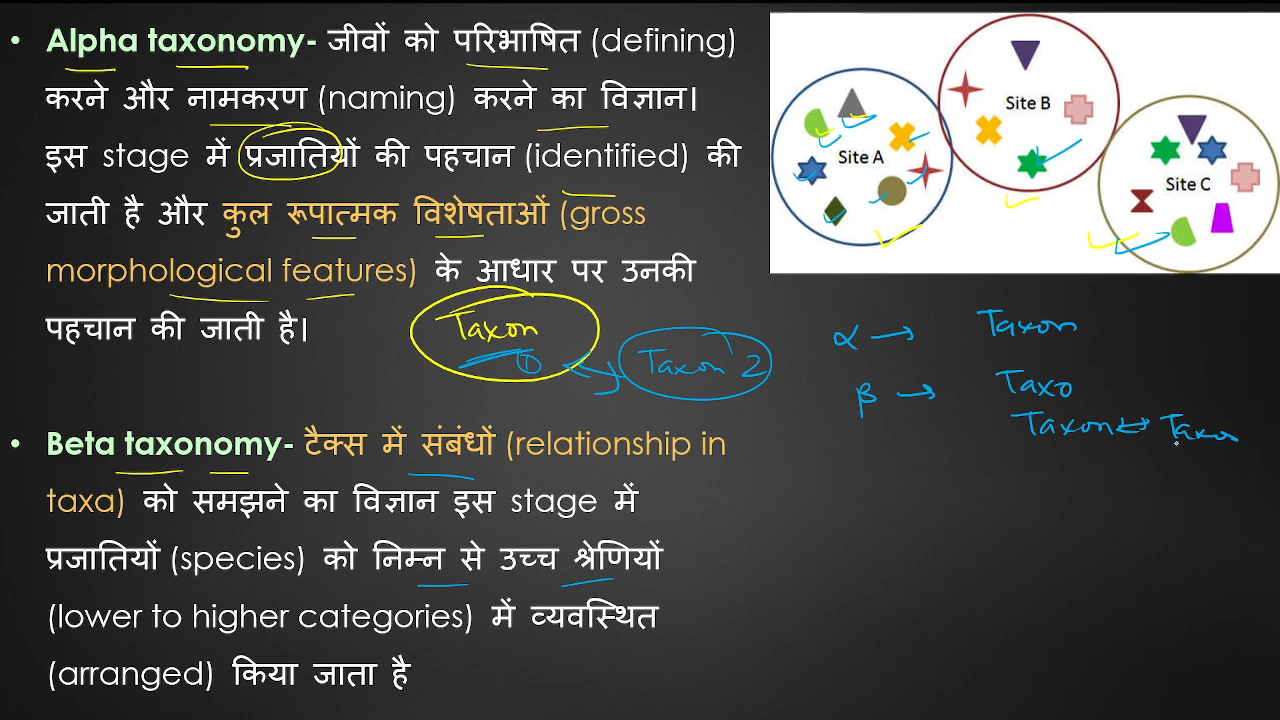 • Alpha taxonomy- जीवों को परिभाषित (defining)
करने और नामकरण (naming) करने का विज्ञान।
इस stage में प्रजातियों की पहचान (identified) की
जाती है और कुल रूपात्मक विशेषताओं (gross
morphological features) के आधार पर उनकी
पहचान की जाती है।
Site A
Site B
Site C
Taxon
①
Taxon 2
α → Taxon
β → Taxo
Taxon ↔ Taxon
• Beta taxonomy- टैक्स में संबंधों (relationship in
taxa) को समझने का विज्ञान इस stage में
प्रजातियों (species) को निम्न से उच्च श्रेणियों
(lower to higher categories) में व्यवस्थित
(arranged) किया जाता है